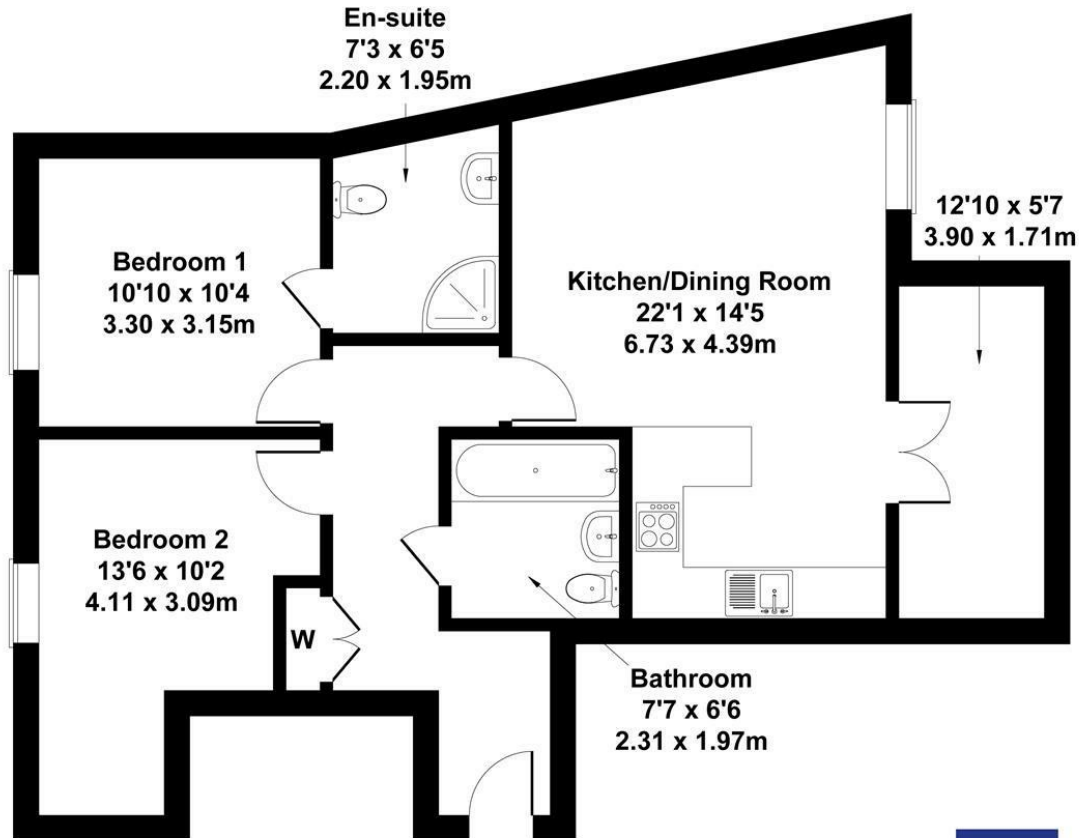 En-suite
7'3 x 6'5
2.20 x 1.95m
12'10 x 5'7
3.90 x 1.71m
Bedroom 1
10'10 x 10'4
3.30 x 3.15m
Kitchen/Dining Room
22'1 x 14'5
6.73 x 4.39m
Bedroom 2
13'6 x 10'2
4.11 x 3.09m
W
Bathroom
7'7 x 6'6
2.31 x 1.97m